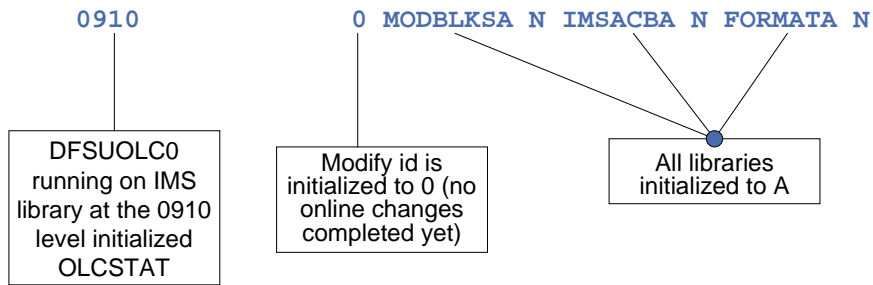 0910 0 MODBLKSA N IMSACBA N FORMATA N
DFSUOLC0
running on IMS
library at the 0910
level initialized
OLCSTAT
Modify id is
initialized to 0 (no
online changes
completed yet)
All libraries
initialized to A